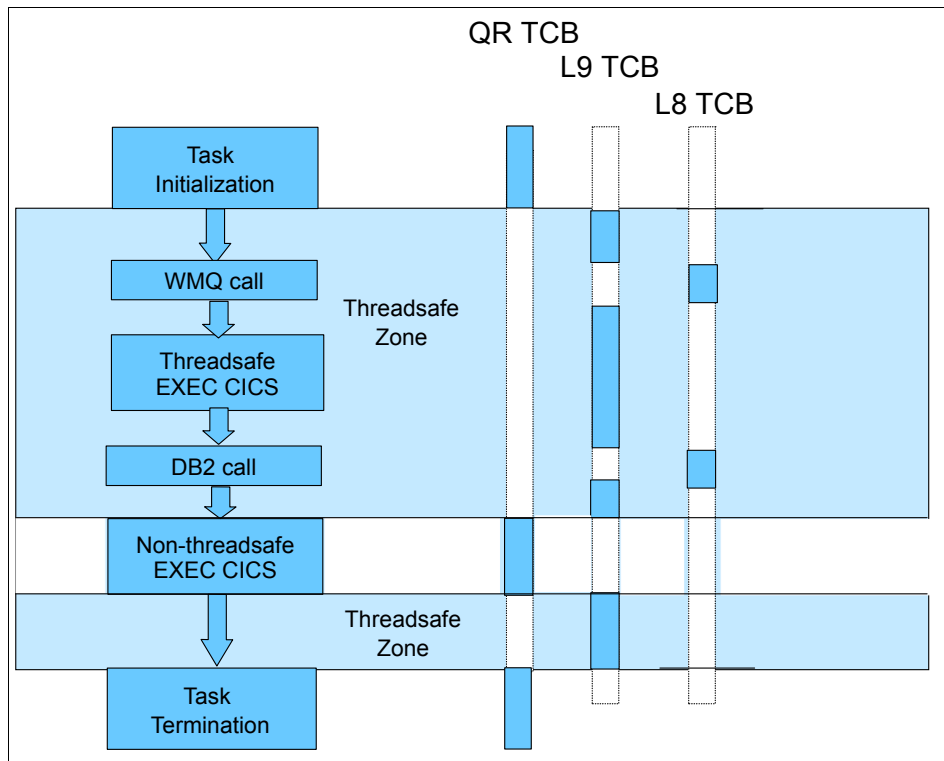 QR TCB
L9 TCB
L8 TCB
Task
Initialization
WMQ call
Threadsafe
Zone
Threadsafe
EXEC CICS
DB2 call
Non-threadsafe
EXEC CICS
Threadsafe
Zone
Task
Termination